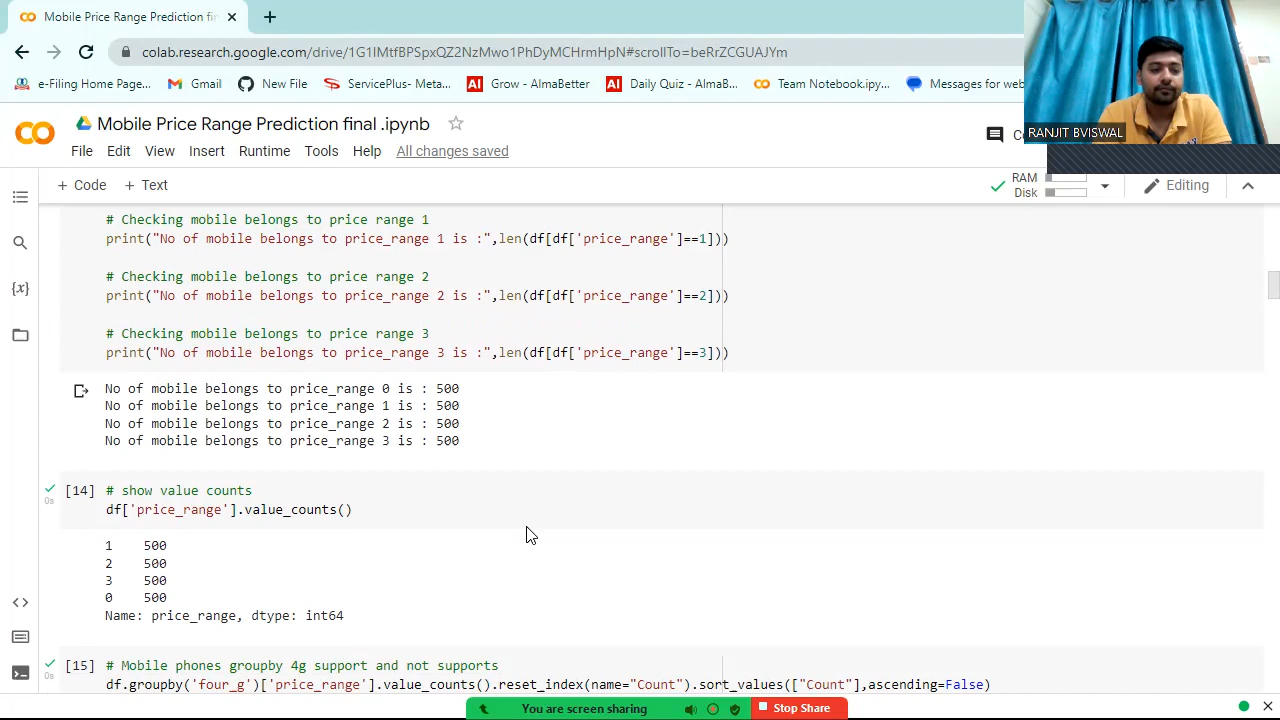 Mobile Price Range Prediction fin
colab.research.google.com/drive/1G1IMtfBPSpxQZ2NzMwo1PhDyMCHrmHpN#scrollTo=beRrZCGUAJYm
e-Filing Home Page...
Gmail
New File
ServicePlus- Meta...
AI Grow - AlmaBetter
AI Daily Quiz - AlmaB...
Team Notebook.ipy...
Messages for web
RANJIT BVISWAL
CO
Mobile Price Range Prediction final .ipynb
File Edit View Insert Runtime Tools Help All changes saved
+ Code + Text
RAM
Disk
Editing
# Checking mobile belongs to price range 1
print("No of mobile belongs to price_range 1 is :",len(df[df['price_range']==1]))
# Checking mobile belongs to price range 2
print("No of mobile belongs to price_range 2 is :",len(df[df['price_range']==2]))
# Checking mobile belongs to price range 3
print("No of mobile belongs to price_range 3 is :",len(df[df['price_range']==3]))
{x}
No of mobile belongs to price_range 0 is : 500
No of mobile belongs to price_range 1 is : 500
No of mobile belongs to price_range 2 is : 500
No of mobile belongs to price_range 3 is : 500
[14] # show value counts
0s
df['price_range'].value_counts()
1 500
2 500
3 500
0 500
Name: price_range, dtype: int64
[15] # Mobile phones groupby 4g support and not supports
0s
df.groupby('four_g')['price_range'].value_counts().reset_index(name="Count").sort_values(["Count"],ascending=False)
You are screen sharing
Stop Share